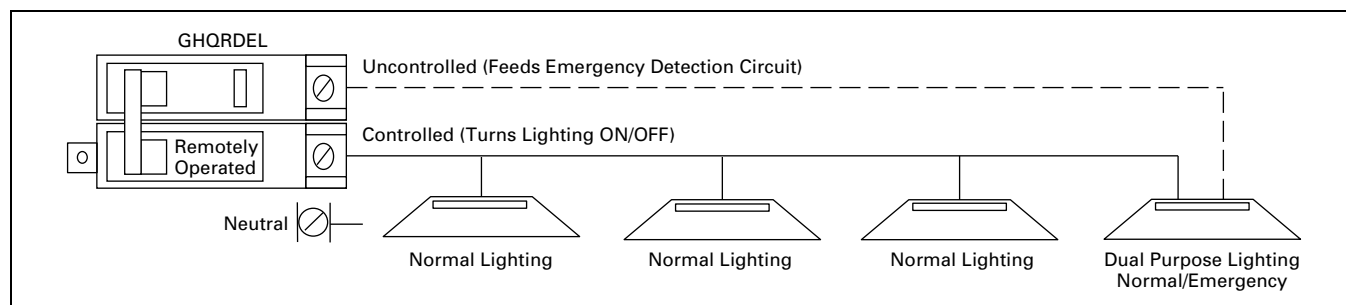 GHQRDEL
Uncontrolled (Feeds Emergency Detection Circuit)
Controlled (Turns Lighting ON/OFF)
Remotely
Operated
Neutral
Normal Lighting
Normal Lighting
Normal Lighting
Dual Purpose Lighting
Normal/Emergency